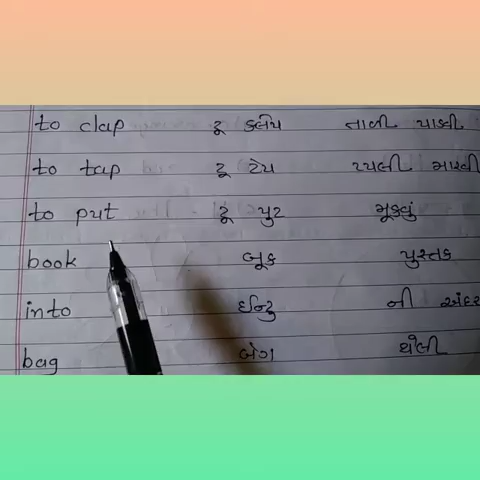 to clap ટૂ ક્લેપ તાળી પાડવી
to tap ટૂ ટેપ ટપલી મારવી
to put ટૂ પુટ મૂકવું
book બૂક પુસ્તક
into ઈન્ટુ ની અંદર
bag બેગ થેલી